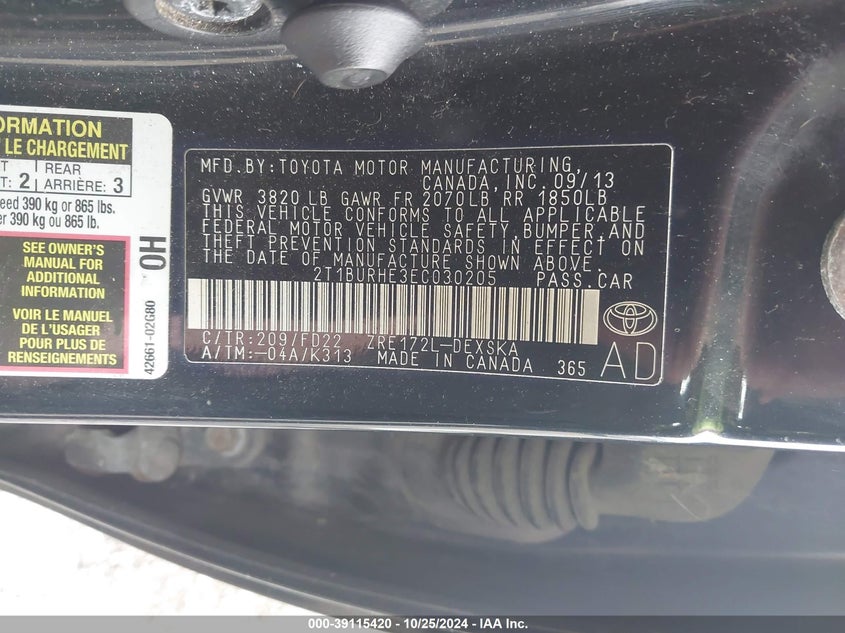 ORMATION
LE CHARGEMENT
T
T: 2
REAR
ARRIÈRE: 3
eed 390 kg or 865 lbs.
er 390 kg ou 865 lb.
SEE OWNER'S
MANUAL FOR
ADDITIONAL
INFORMATION
VOIR LE MANUEL
DE L'USAGER
POUR PLUS DE
RENSEIGNEMENTS
OH
42661-02G80
MFD. BY: TOYOTA MOTOR MANUFACTURING,
CANADA, INC. 09/13
GVWR 3820 LB GAWR FR 2070 LB RR 1850LB
THIS VEHICLE CONFORMS TO ALL APPLICABLE
FEDERAL MOTOR VEHICLE SAFETY, BUMPER, AND
THEFT PREVENTION STANDARDS IN EFFECT ON
THE DATE OF MANUFACTURE SHOWN ABOVE.
2T1BURHE3EC030205 PASS. CAR
C/TR: 209/FD22 ZRE172L-DEXSKA
A/TM: -04A/K313 MADE IN CANADA 365
AD
000-39115420 - 10/25/2024 - IAA Inc.